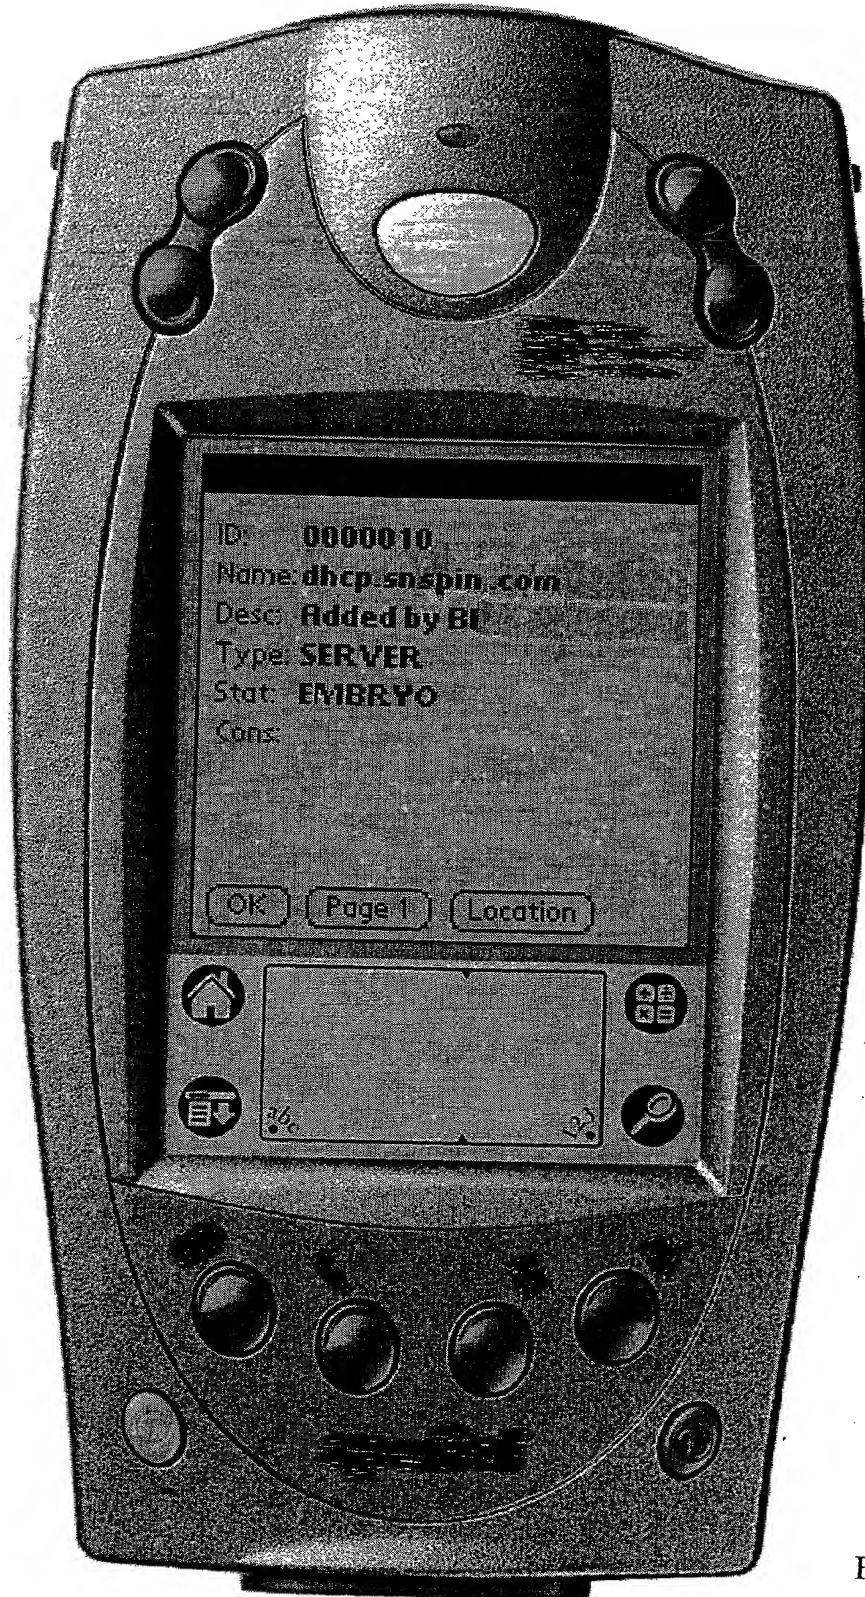 ID: 0000010
Name: dhcp.snspin.com
Desc: Added by BI
Type: SERVER
Stat: EMBRYO
Cons:
OK Page 1 Location
abc 123